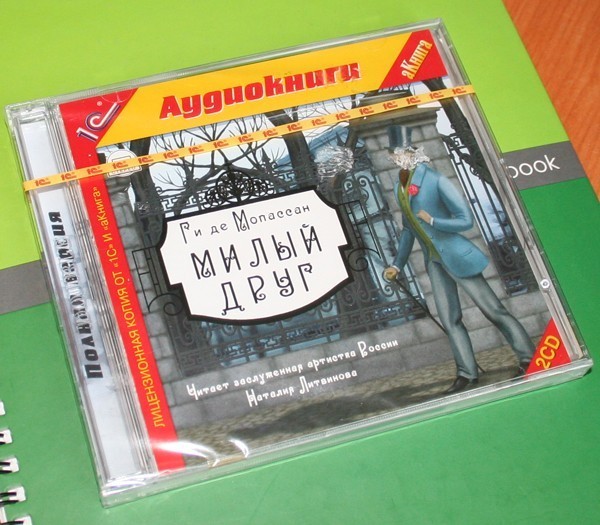 1С
Аудиокниги
аКнига
Полная версия
ЛИЦЕНЗИОННАЯ КОПИЯ ОТ «1С» И «аКнига»
Ги де Мопассан
МИЛЫЙ
ДРУГ
Читает заслуженная артистка России
Наталия Литвинова
2CD
book